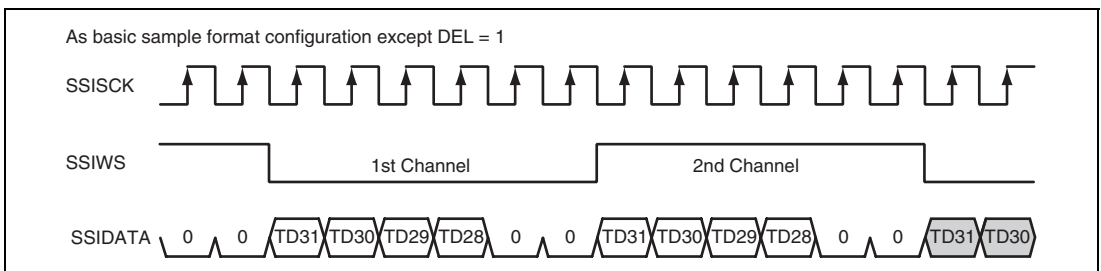 As basic sample format configuration except DEL = 1
SSISCK
SSIWS 1st Channel 2nd Channel
SSIDATA 0 0 TD31 TD30 TD29 TD28 0 0 TD31 TD30 TD29 TD28 0 0 TD31 TD30